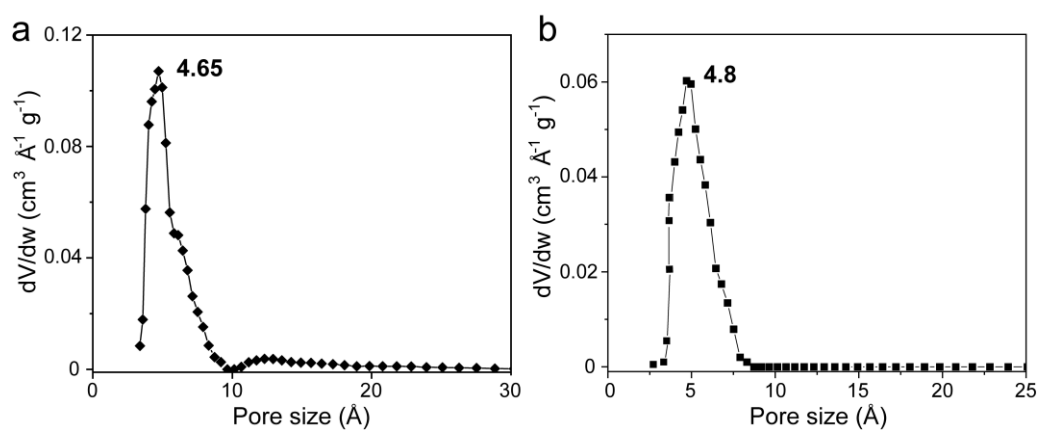 a
4.65
0.12
0.08
0.04
0
dV/dw (cm³ Å⁻¹ g⁻¹)
0 10 20 30
Pore size (Å)
b
4.8
0.06
0.04
0.02
0
dV/dw (cm³ Å⁻¹ g⁻¹)
0 5 10 15 20 25
Pore size (Å)